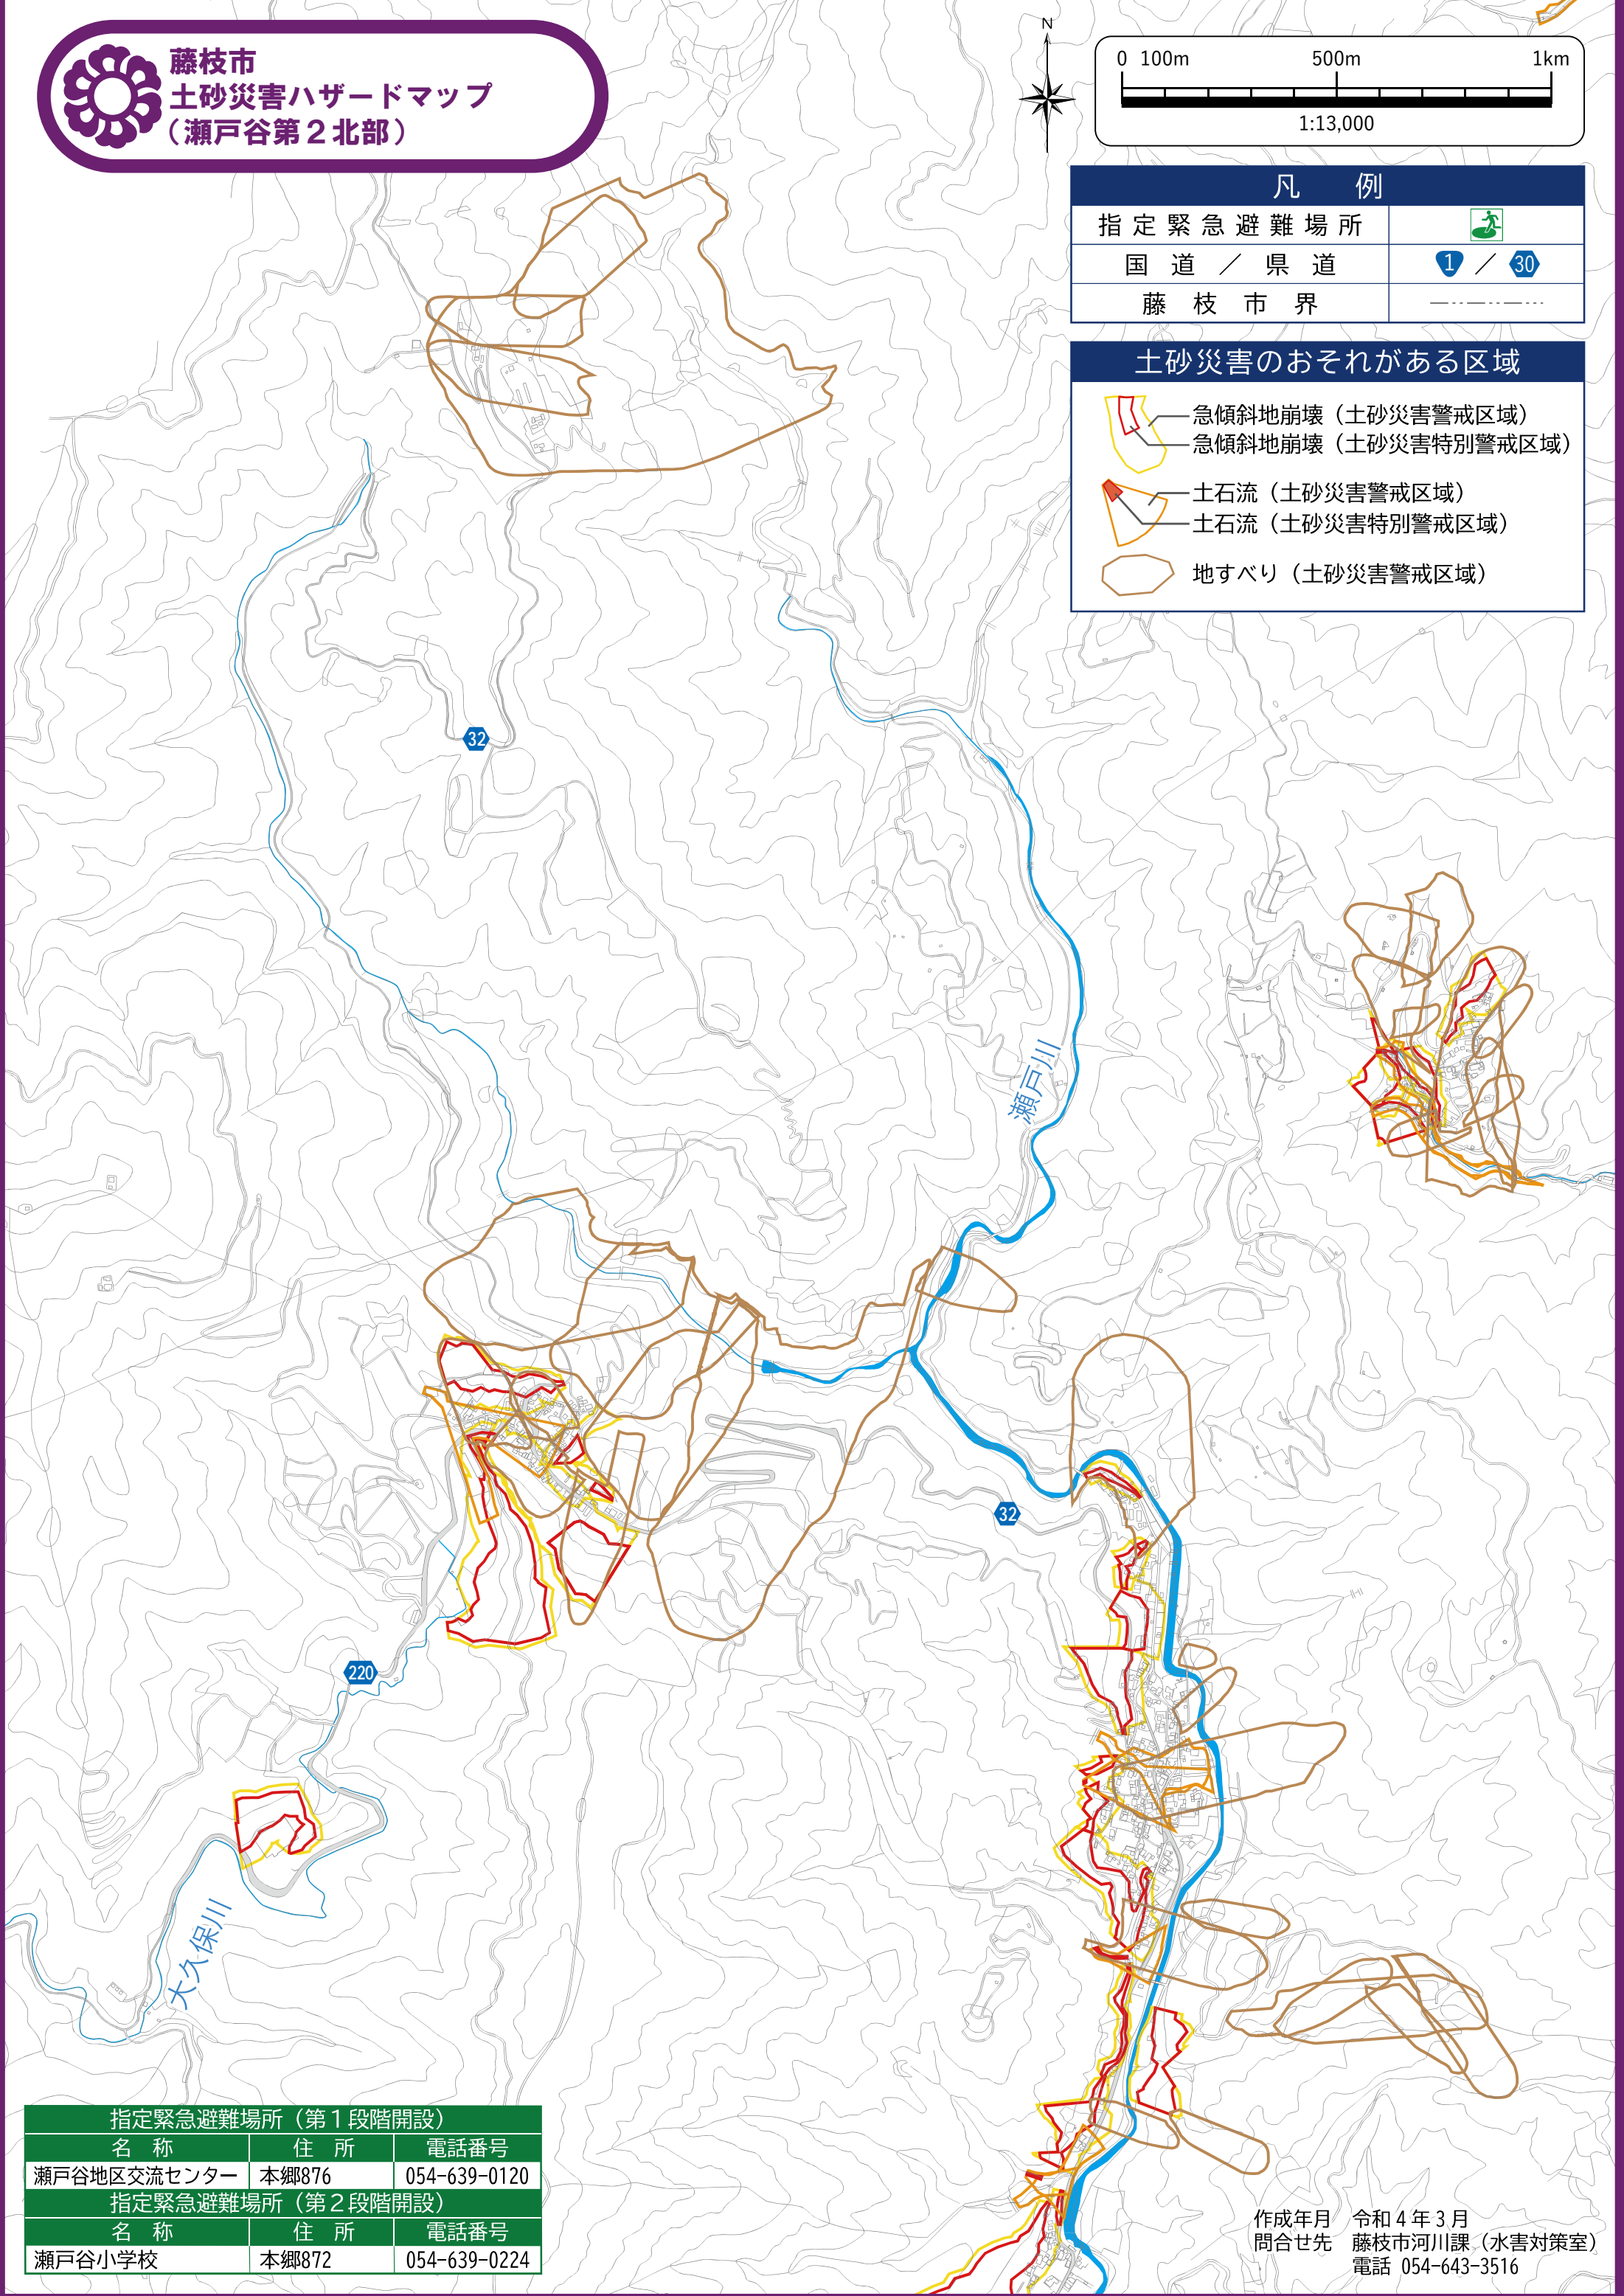 藤枝市
土砂災害ハザードマップ
（瀬戸谷第２北部）
N
0 100m 500m 1km
1:13,000
凡 例
指定緊急避難場所
国道／県道 1 ／ 30
藤枝市界
土砂災害のおそれがある区域
急傾斜地崩壊（土砂災害警戒区域）
急傾斜地崩壊（土砂災害特別警戒区域）
土石流（土砂災害警戒区域）
土石流（土砂災害特別警戒区域）
地すべり（土砂災害警戒区域）
32
瀬戸川
32
220
大久保川
指定緊急避難場所（第１段階開設）
名 称 住 所 電話番号
瀬戸谷地区交流センター 本郷876 054-639-0120
指定緊急避難場所（第２段階開設）
名 称 住 所 電話番号
瀬戸谷小学校 本郷872 054-639-0224
作成年月 令和４年３月
問合せ先 藤枝市河川課（水害対策室）
電話 054-643-3516